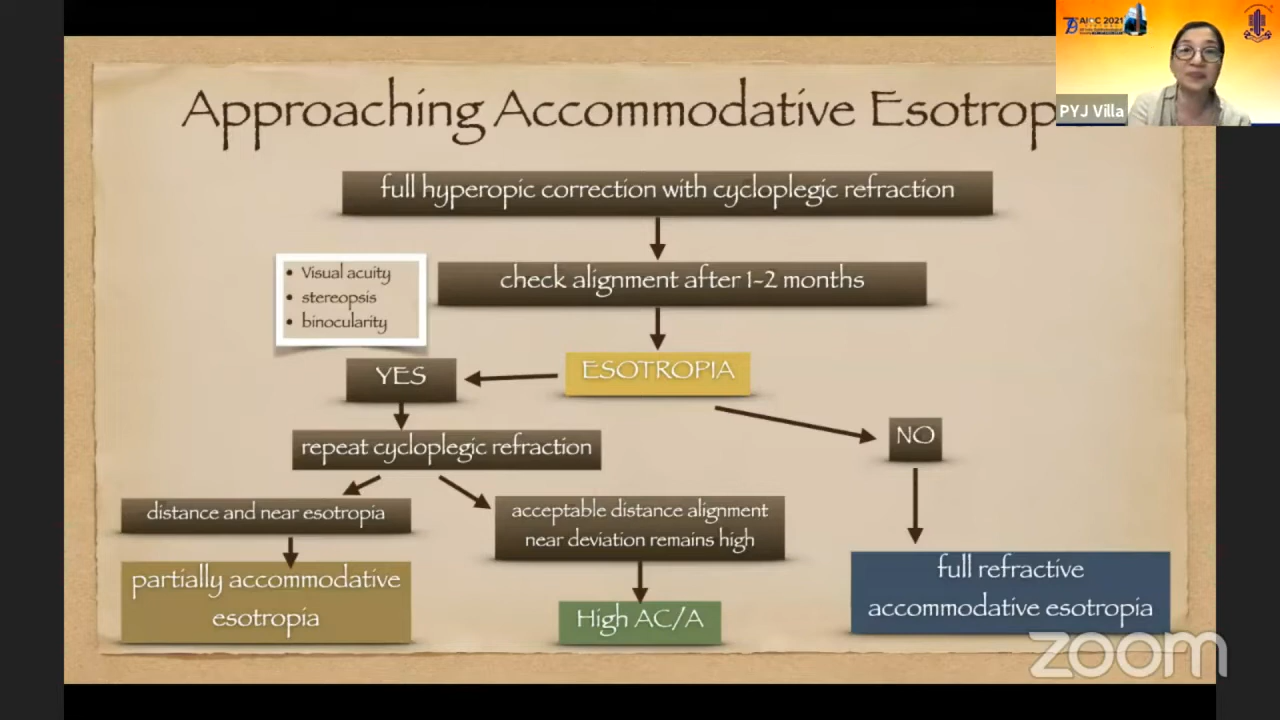 AIOC 2021
PYJ Villa
Approaching Accommodative
full hyperopic correction with cycloplegic refraction
• Visual acuity
• stereopsis
• binocularity
check alignment after 1-2 months
ESOTROPIA
YES
NO
repeat cycloplegic refraction
distance and near esotropia
acceptable distance alignment
near deviation remains high
partially accommodative
esotropia
High AC/A
full refractive
accommodative esotropia
zoom